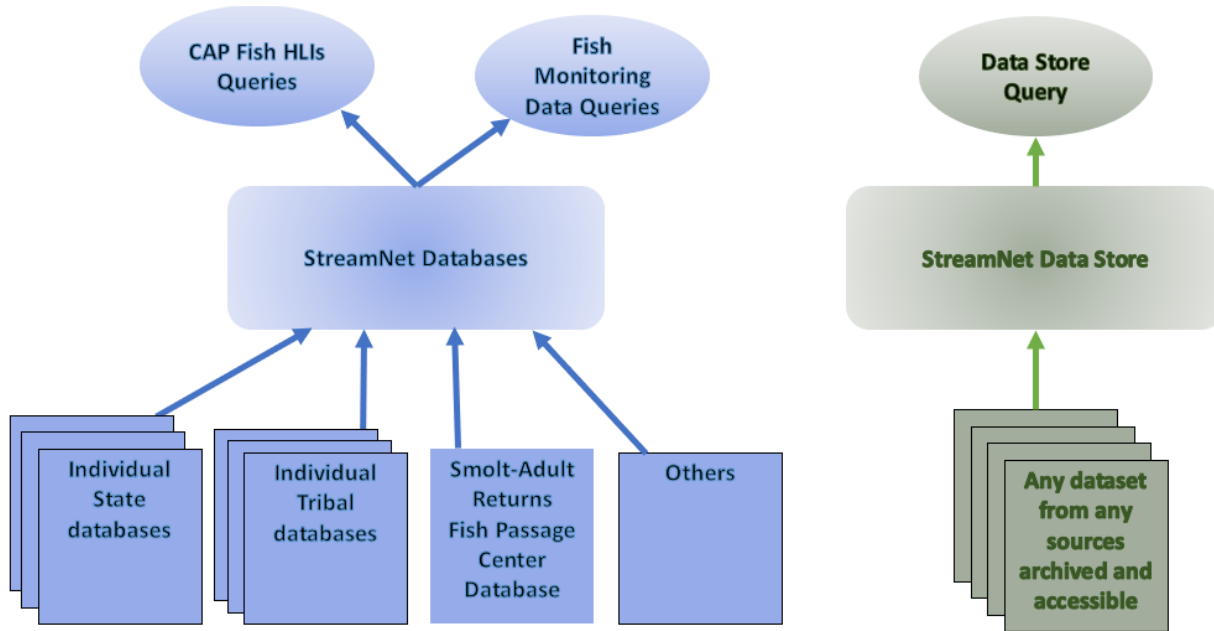 CAP Fish HLIs
Queries
Fish
Monitoring
Data Queries
Data Store
Query
StreamNet Databases
StreamNet Data Store
Individual
State
databases
Individual
Tribal
databases
Smolt-Adult
Returns
Fish Passage
Center
Database
Others
Any dataset
from any
sources
archived and
accessible